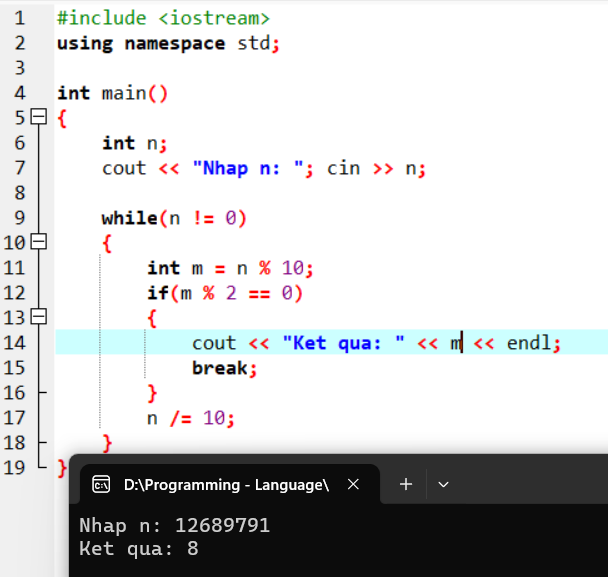 1 #include <iostream>
2 using namespace std;
3
4 int main()
5 {
6 int n;
7 cout << "Nhap n: "; cin >> n;
8
9 while(n != 0)
10 {
11 int m = n % 10;
12 if(m % 2 == 0)
13 {
14 cout << "Ket qua: " << m << endl;
15 break;
16 }
17 n /= 10;
18 }
19 }
D:\Programming - Language\
Nhap n: 12689791
Ket qua: 8